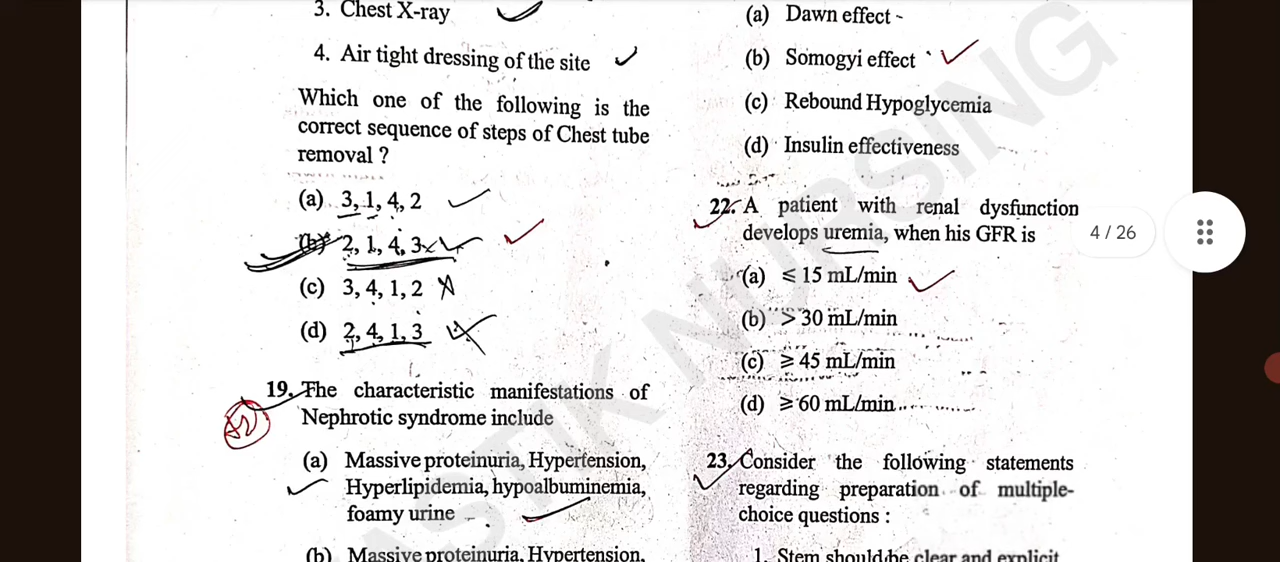 3. Chest X-ray
4. Air tight dressing of the site
Which one of the following is the
correct sequence of steps of Chest tube
removal ?
(a) 3, 1, 4, 2
(b) 2, 1, 4, 3
(c) 3, 4, 1, 2
(d) 2, 4, 1, 3
19. The characteristic manifestations of
Nephrotic syndrome include
(a) Massive proteinuria, Hypertension,
Hyperlipidemia, hypoalbuminemia,
foamy urine
(b) Massive proteinuria, Hypertension,
(a) Dawn effect
(b) Somogyi effect
(c) Rebound Hypoglycemia
(d) Insulin effectiveness
22. A patient with renal dysfunction
develops uremia, when his GFR is
(a) ⩽ 15 mL/min
(b) > 30 mL/min
(c) ⩾ 45 mL/min
(d) ⩾ 60 mL/min
23. Consider the following statements
regarding preparation of multiple-
choice questions :
1. Stem should be clear and explicit
4 / 26
NURSING